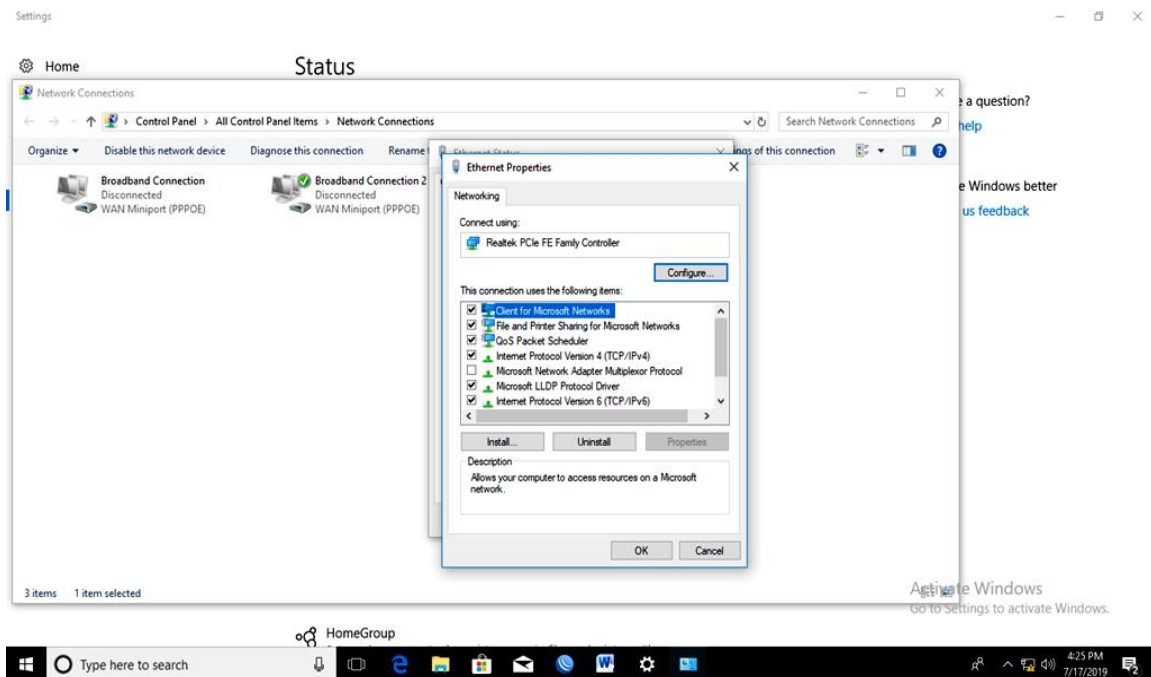 Settings
Home
Status
Network Connections
Control Panel > All Control Panel Items > Network Connections
Search Network Connections
Organize
Disable this network device
Diagnose this connection
Rename
ings of this connection
Broadband Connection
Disconnected
WAN Miniport (PPPOE)
Broadband Connection 2
Disconnected
WAN Miniport (PPPOE)
Ethernet Status
Ethernet Properties
Networking
Connect using:
Realtek PCIe FE Family Controller
Configure...
This connection uses the following items:
Client for Microsoft Networks
File and Printer Sharing for Microsoft Networks
QoS Packet Scheduler
Internet Protocol Version 4 (TCP/IPv4)
Microsoft Network Adapter Multiplexor Protocol
Microsoft LLDP Protocol Driver
Internet Protocol Version 6 (TCP/IPv6)
Install...
Uninstall
Properties
Description
Allows your computer to access resources on a Microsoft
network.
OK
Cancel
e a question?
help
e Windows better
us feedback
3 items
1 item selected
Activate Windows
Go to Settings to activate Windows.
HomeGroup
Type here to search
4:25 PM
7/17/2019
2